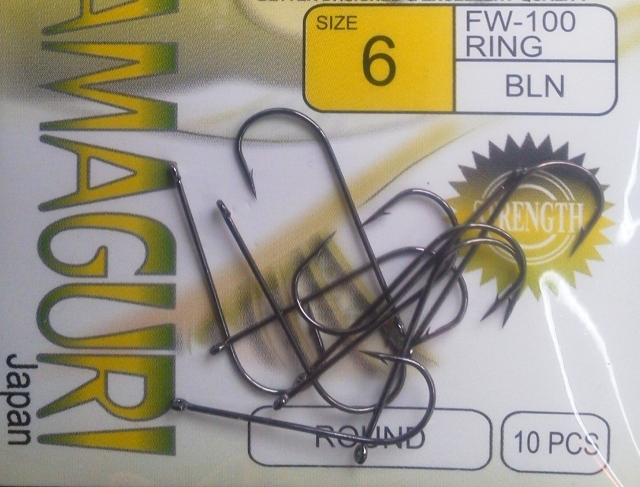 SIZE
6
FW-100
RING
BLN
AMAGURI
Japan
STRENGTH
ROUND
10 PCS